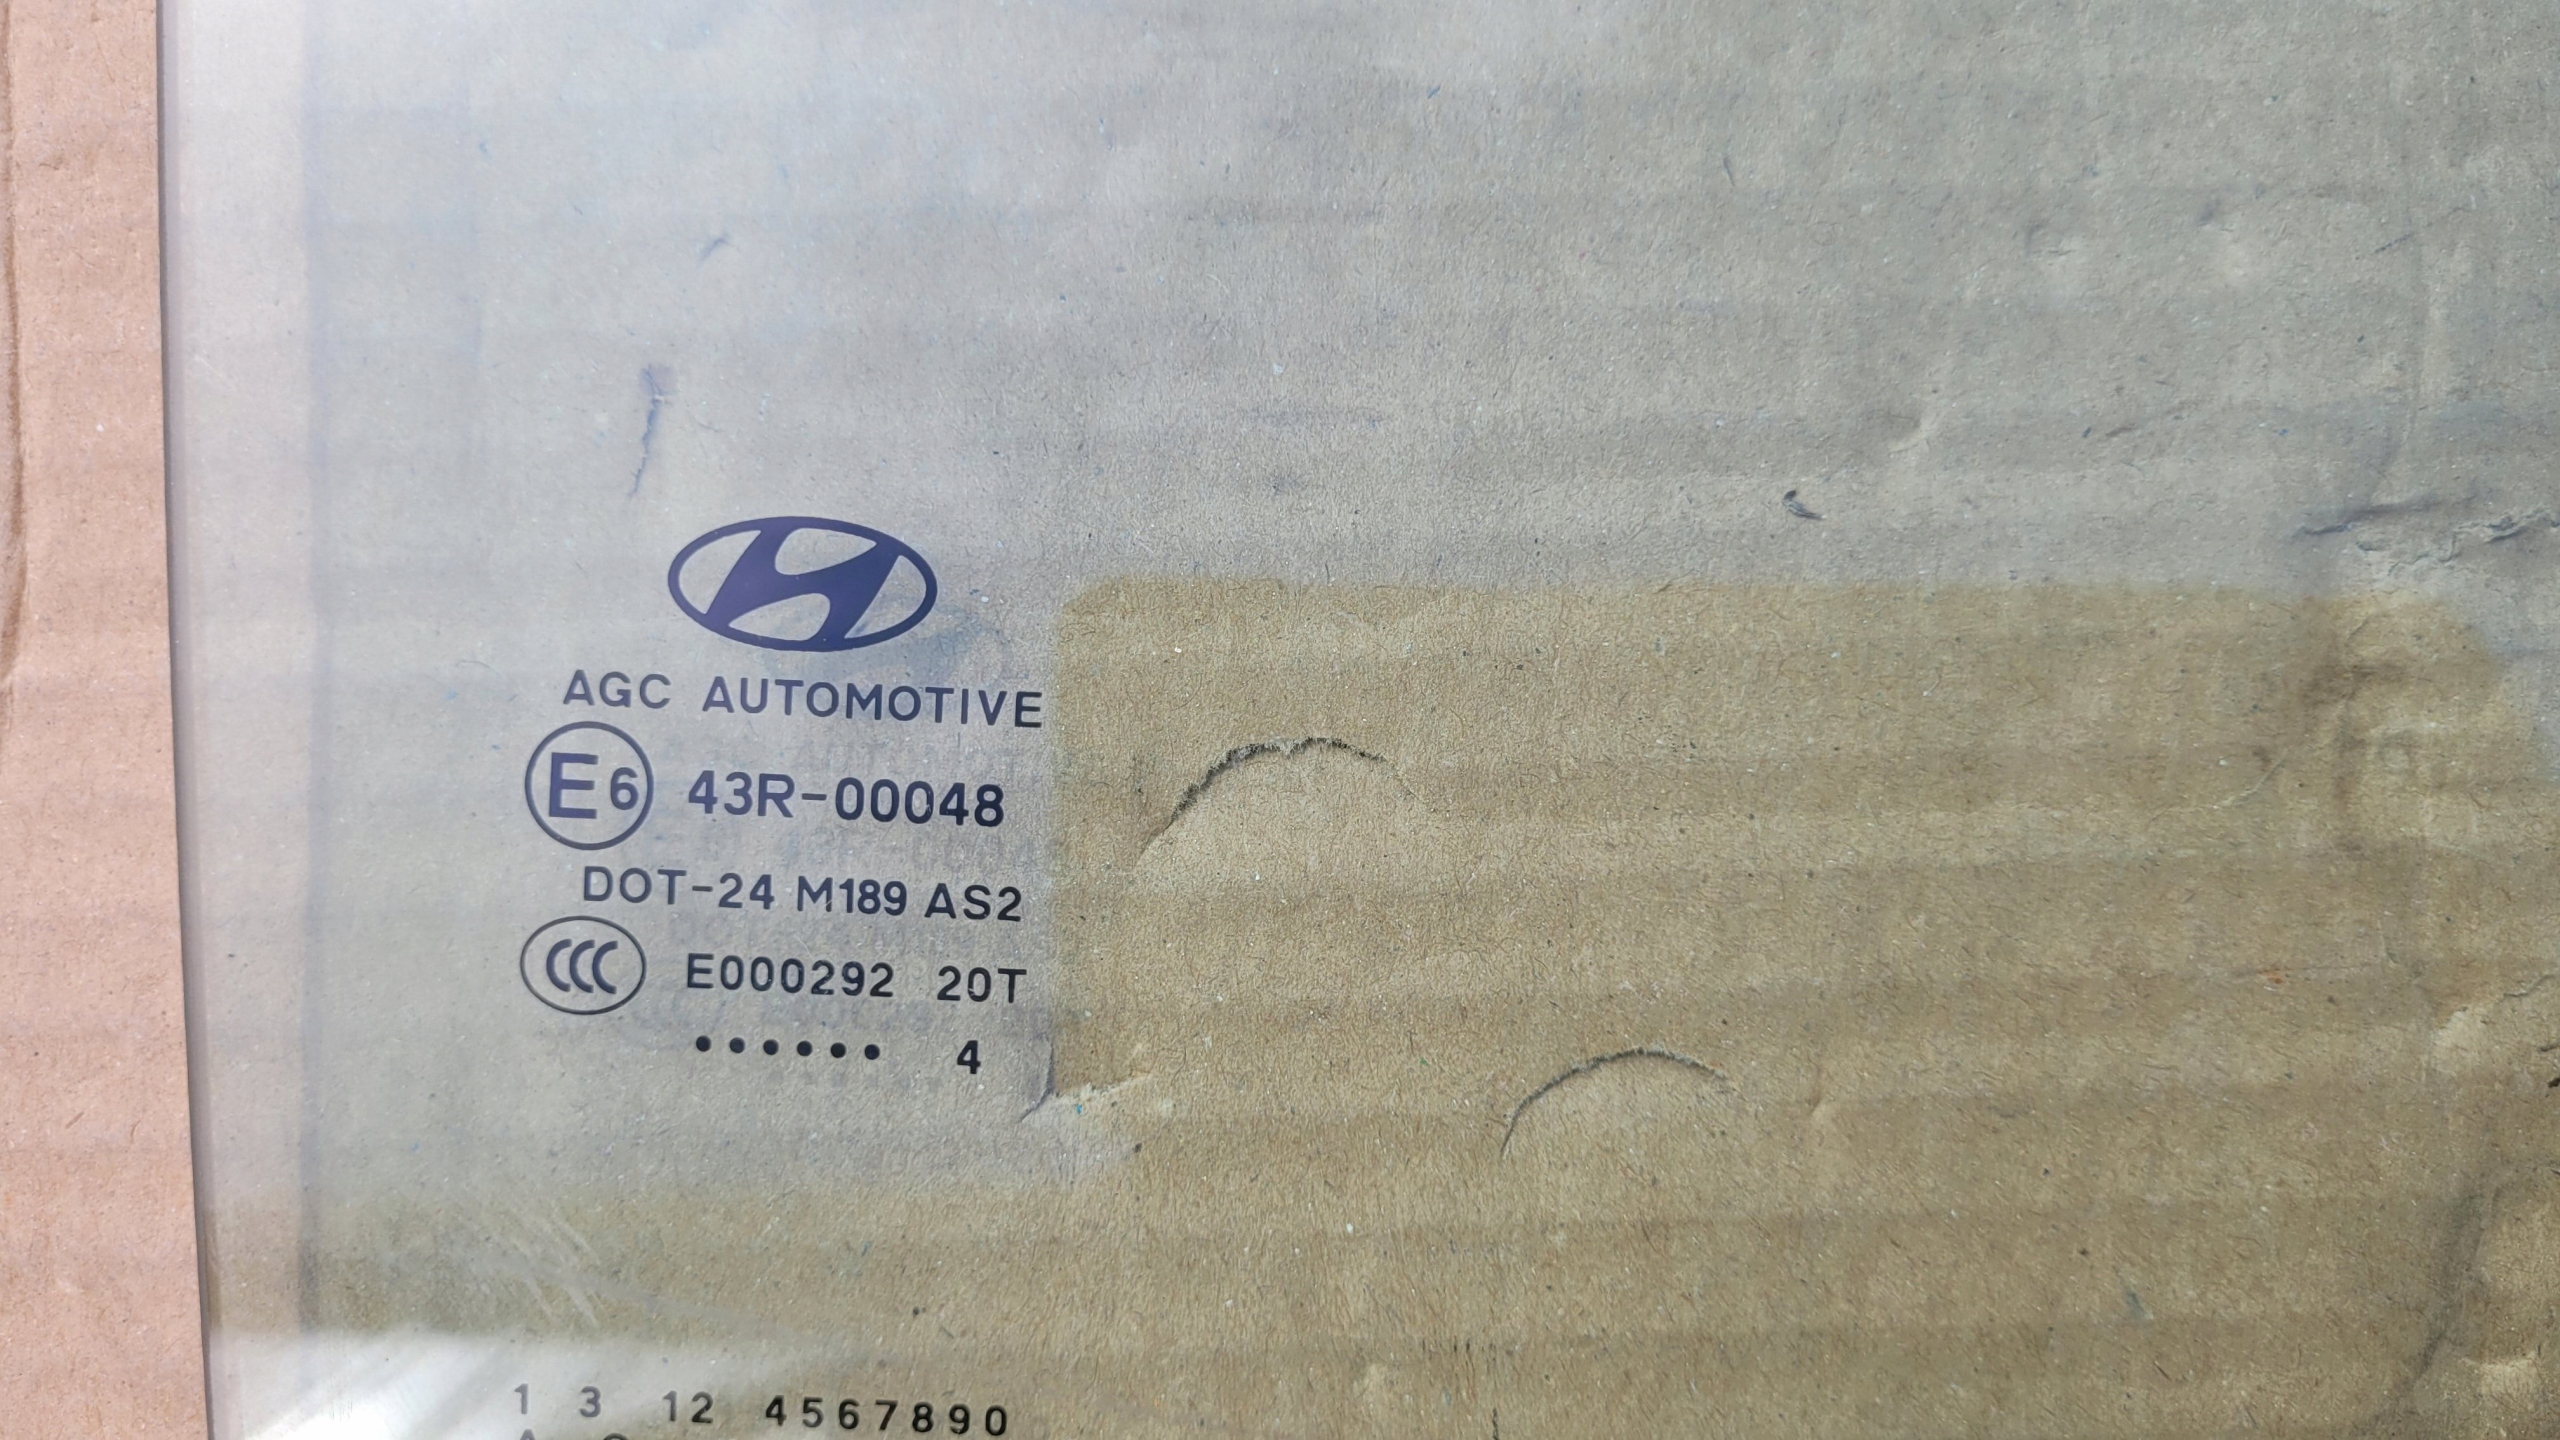 AGC AUTOMOTIVE
E6 43R-00048
DOT-24 M189 AS2
CCC E000292 20T
•••••• 4
1 3 12 4567890